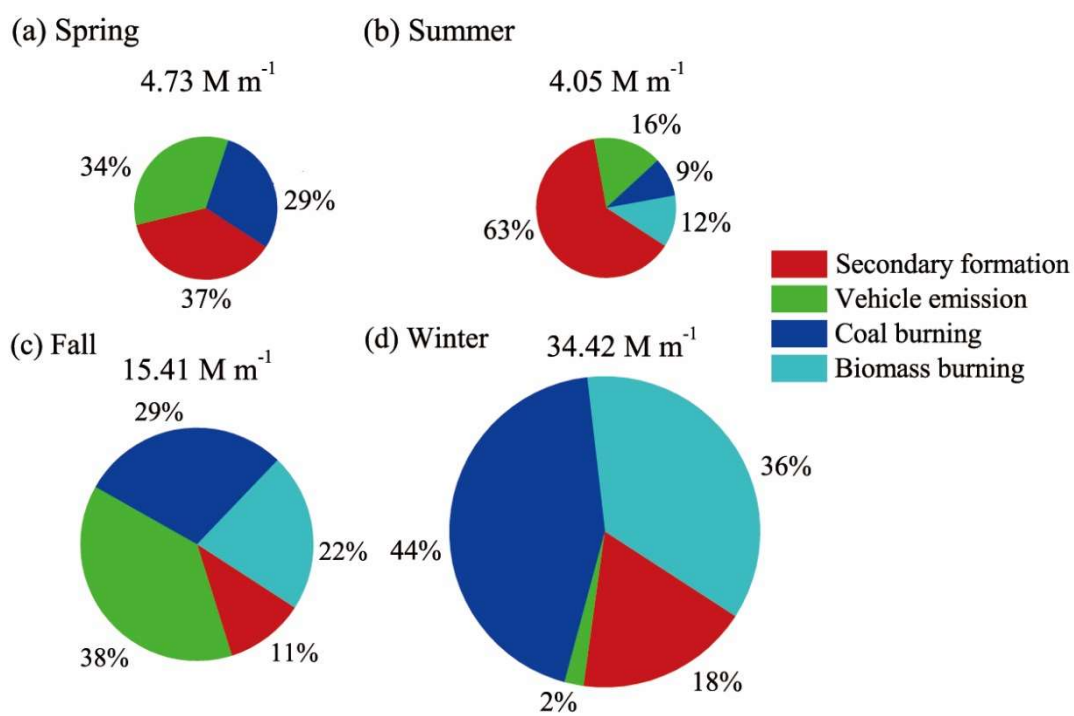 (a) Spring
4.73 M m⁻¹
34%
29%
37%
(b) Summer
4.05 M m⁻¹
16%
9%
12%
63%
Secondary formation
Vehicle emission
Coal burning
Biomass burning
(c) Fall
15.41 M m⁻¹
29%
22%
11%
38%
(d) Winter
34.42 M m⁻¹
36%
44%
18%
2%